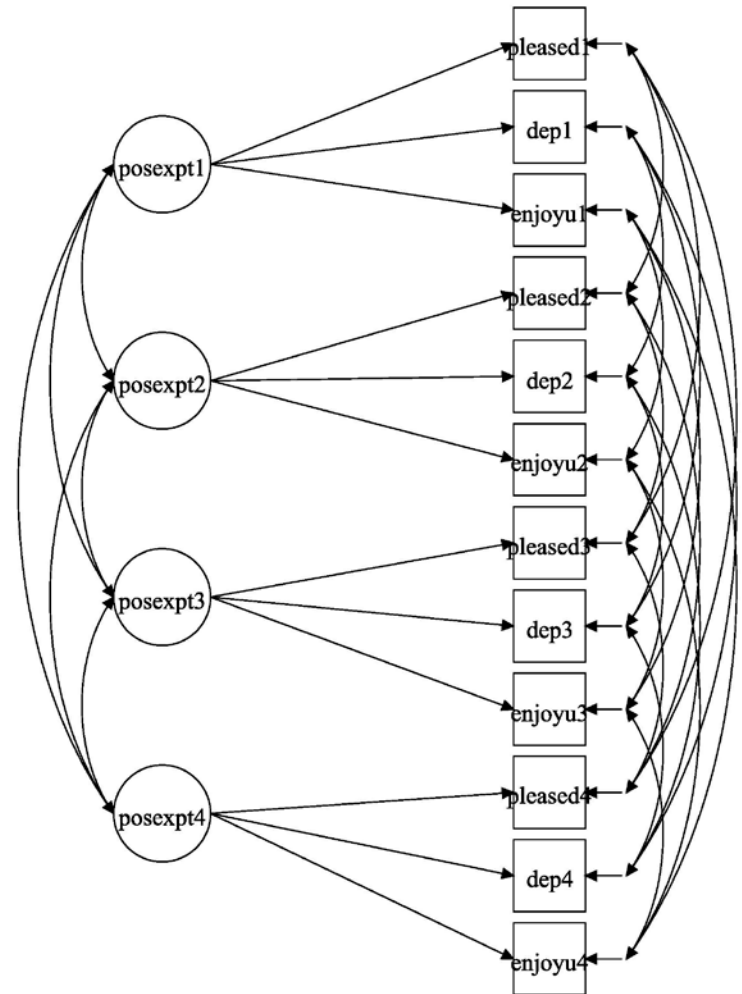 pleased1
dep1
posexpt1
enjoyu1
pleased2
posexpt2
dep2
enjoyu2
pleased3
posexpt3
dep3
enjoyu3
pleased4
posexpt4
dep4
enjoyu4